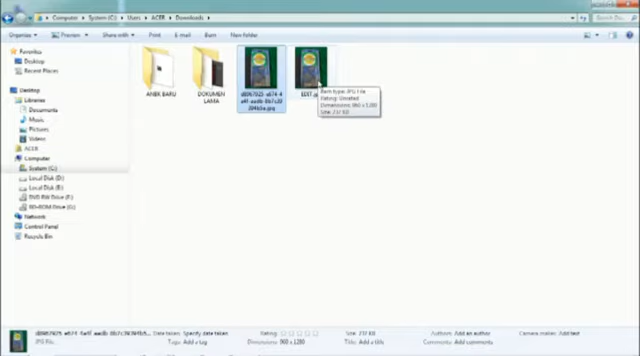 Computer ▸ System (C:) ▸ Users ▸ ACER ▸ Downloads
Organize
Preview
Share with
Print
E-mail
Burn
New folder
Favorites
Desktop
Recent Places
Desktop
Libraries
Documents
Music
Pictures
Videos
ACER
Computer
System (C:)
Local Disk (D:)
Local Disk (E:)
DVD RW Drive (F:)
BD-ROM Drive (G:)
Network
Control Panel
Recycle Bin
ANEK BARU
DOKUMEN
LAMA
Item type: JPG File
Rating: Unrated
Dimensions: 960 x 1280
Size: 237 KB
Date taken: Specify date taken
Rating:
Size: 237 KB
Authors: Add an author
Camera maker: Add text
JPG File
Tags: Add a tag
Dimensions: 960 x 1280
Title: Add a title
Comments: Add comments